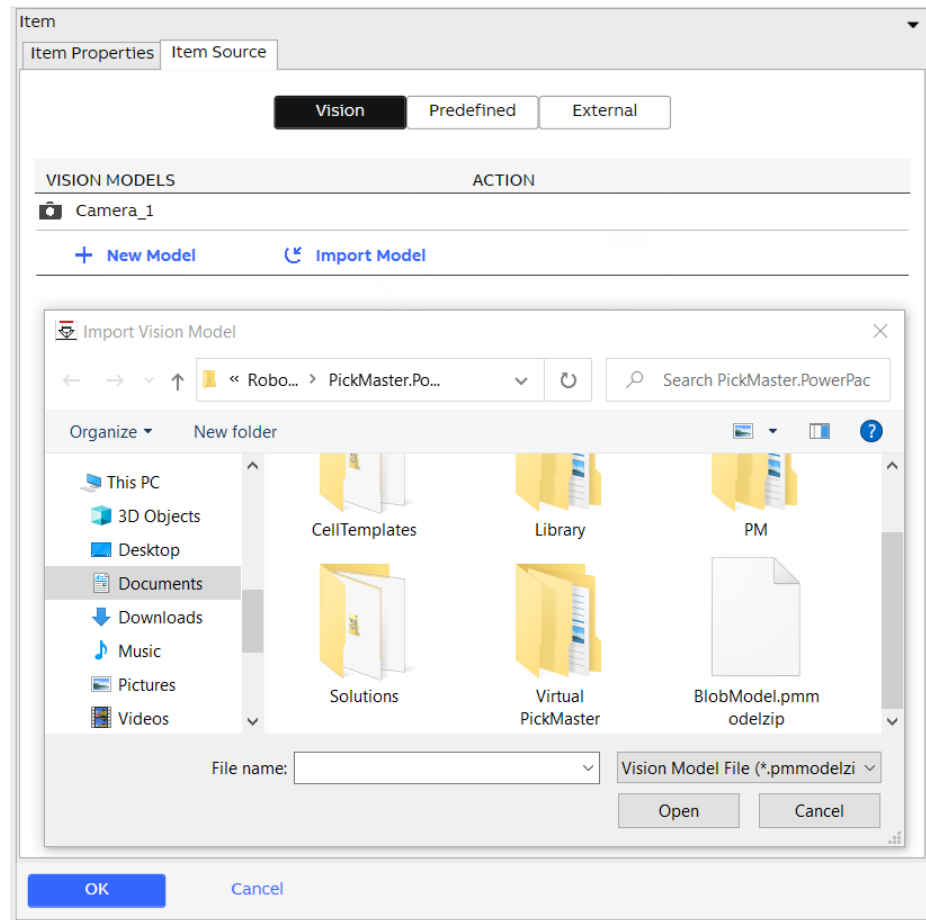 Item
Item Properties Item Source
Vision Predefined External
VISION MODELS ACTION
Camera_1
+ New Model Import Model
Import Vision Model
« Robo... > PickMaster.Po... Search PickMaster.PowerPac
Organize New folder ?
This PC
3D Objects
Desktop
Documents
Downloads
Music
Pictures
Videos
CellTemplates Library PM
Solutions Virtual PickMaster BlobModel.pmm
odelzip
File name: Vision Model File (*.pmmodelzi
Open Cancel
OK Cancel